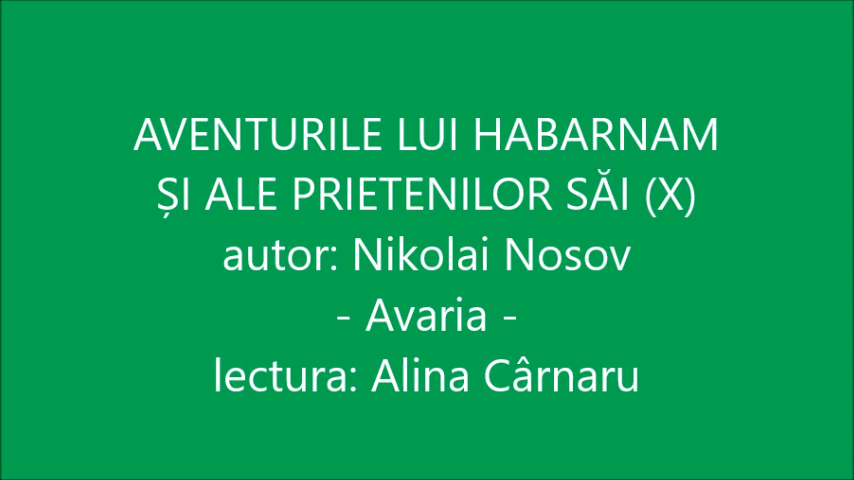 AVENTURILE LUI HABARNAM
ȘI ALE PRIETENILOR SĂI (X)
autor: Nikolai Nosov
- Avaria -
lectura: Alina Cârnaru